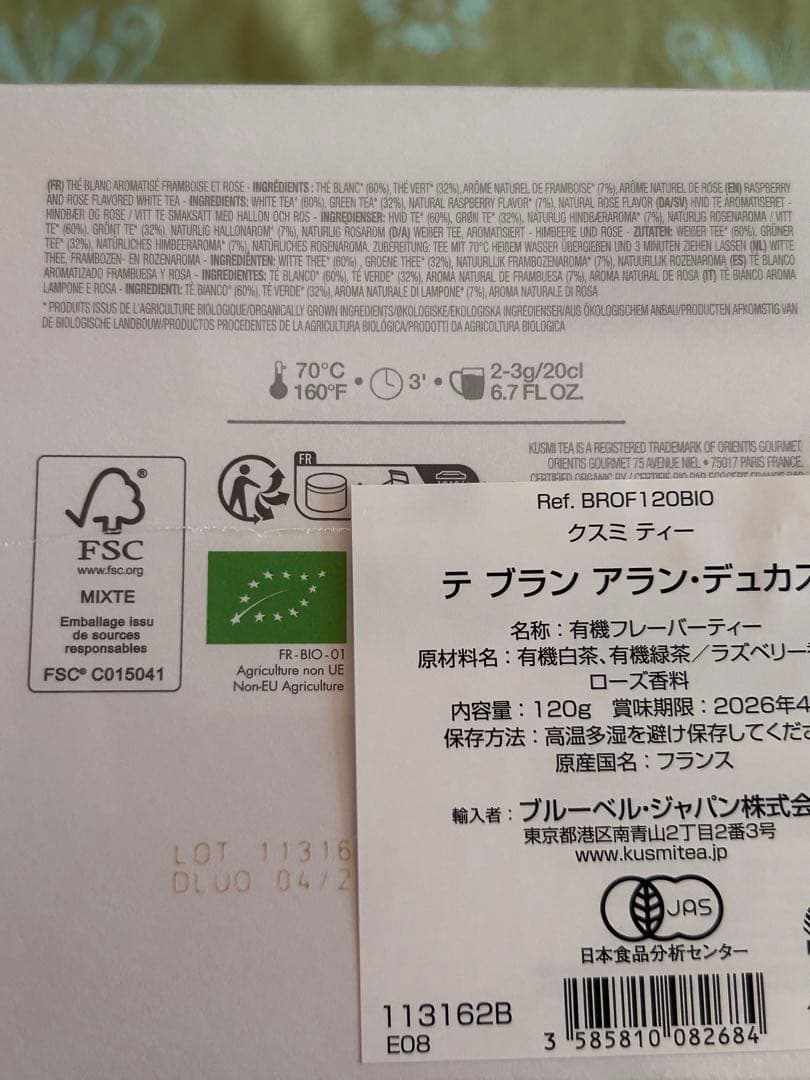 (FR) THÉ BLANC AROMATISÉ FRAMBOISE ET ROSE - INGRÉDIENTS : THÉ BLANC* (60%), THÉ VERT* (32%), ARÔME NATUREL DE FRAMBOISE* (7%), ARÔME NATUREL DE ROSE (EN) RASPBERRY
AND ROSE FLAVORED WHITE TEA - INGREDIENTS: WHITE TEA* (60%), GREEN TEA* (32%), NATURAL RASPBERRY FLAVOR* (7%), NATURAL ROSE FLAVOR (DA/SV) HVID TE AROMATISERET -
HINDBÆR OG ROSE / VITT TE SMAKSATT MED HALLON OCH ROS - INGREDIENSER: HVID TE* (60%), GRØN TE* (32%), NATURLIG HINDBÆRAROMA* (7%), NATURLIG ROSENAROMA / VITT
TE* (60%), GRÖNT TE* (32%), NATURLIG HALLONAROM* (7%), NATURLIG ROSAROM (D/A) WEIßER TEE, AROMATISIERT - HIMBEERE UND ROSE - ZUTATEN: WEIßER TEE* (60%), GRÜNER
TEE* (32%), NATÜRLICHES HIMBEERAROMA* (7%), NATÜRLICHES ROSENAROMA. ZUBEREITUNG: TEE MIT 70°C HEIßEM WASSER ÜBERGIEßEN UND 3 MINUTEN ZIEHEN LASSEN (NL) WITTE
THEE, FRAMBOZEN- EN ROZENAROMA - INGREDIËNTEN: WITTE THEE* (60%) , GROENE THEE* (32%), NATUURLIJK FRAMBOZENAROMA* (7%), NATUURLIJK ROZENAROMA (ES) TÉ BLANCO
AROMATIZADO FRAMBUESA Y ROSA - INGREDIENTES: TÉ BLANCO* (60%), TÉ VERDE* (32%), AROMA NATURAL DE FRAMBUESA (7%), AROMA NATURAL DE ROSA (IT) TÈ BIANCO AROMA
LAMPONE E ROSA - INGREDIENTI: TÈ BIANCO* (60%), TÈ VERDE* (32%), AROMA NATURALE DI LAMPONE* (7%), AROMA NATURALE DI ROSA
* PRODUITS ISSUS DE L'AGRICULTURE BIOLOGIQUE/ORGANICALLY GROWN INGREDIENTS/ØKOLOGISKE/EKOLOGISKA INGREDIENSER/AUS ÖKOLOGISCHEM ANBAU/PRODUCTEN AFKOMSTIG VAN
DE BIOLOGISCHE LANDBOUW/PRODUCTOS PROCEDENTES DE LA AGRICULTURA BIOLÓGICA/PRODOTTI DA AGRICOLTURA BIOLOGICA
70°C • 3' • 2-3g/20cl
160°F 6.7 FL OZ.
KUSMI TEA IS A REGISTERED TRADEMARK OF ORIENTIS GOURMET.
ORIENTIS GOURMET 75 AVENUE NIEL • 75017 PARIS FRANCE.
CERTIFIED ORGANIC BY / CERTIFIÉ BIO PAR ECOCERT FRANCE
FR
FSC®
www.fsc.org
MIXTE
Emballage issu
de sources
responsables
FSC® C015041
FR-BIO-01
Agriculture non UE
Non-EU Agriculture
LOT 11316
DLUO 04/2
Ref. BROF120BIO
クスミ ティー
テ ブラン アラン・デュカス
名称：有機フレーバーティー
原材料名：有機白茶、有機緑茶／ラズベリー
ローズ香料
内容量：120g 賞味期限：2026年4
保存方法：高温多湿を避け保存してくださ
原産国名：フランス
輸入者：ブルーベル・ジャパン株式会
東京都港区南青山2丁目2番3号
www.kusmitea.jp
JAS
日本食品分析センター
113162B
E08
3 585810 082684